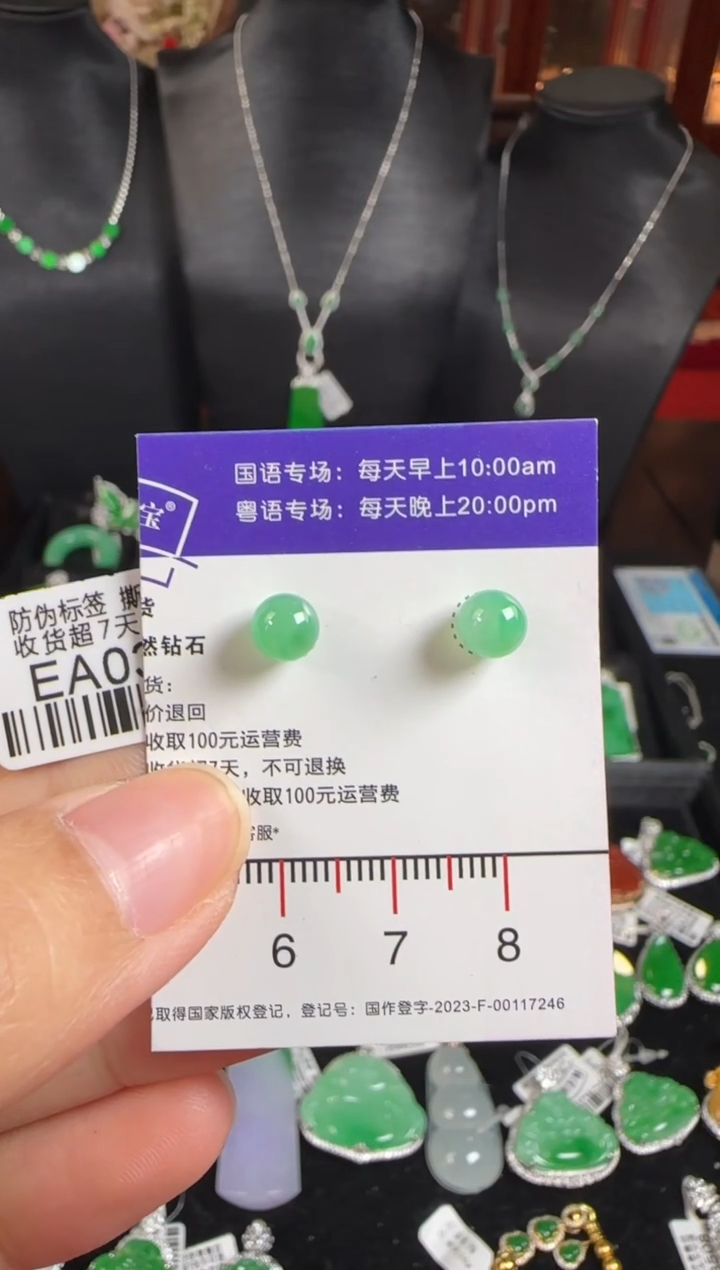 国语专场：每天早上10:00am
粤语专场：每天晚上20:00pm
宝®
防伪标签 撕
收货超7天
EA0
货
然钻石
货：
价退回
收取100元运营费
天，不可退换
收取100元运营费
客服*
6 7 8
取得国家版权登记，登记号：国作登字-2023-F-00117246